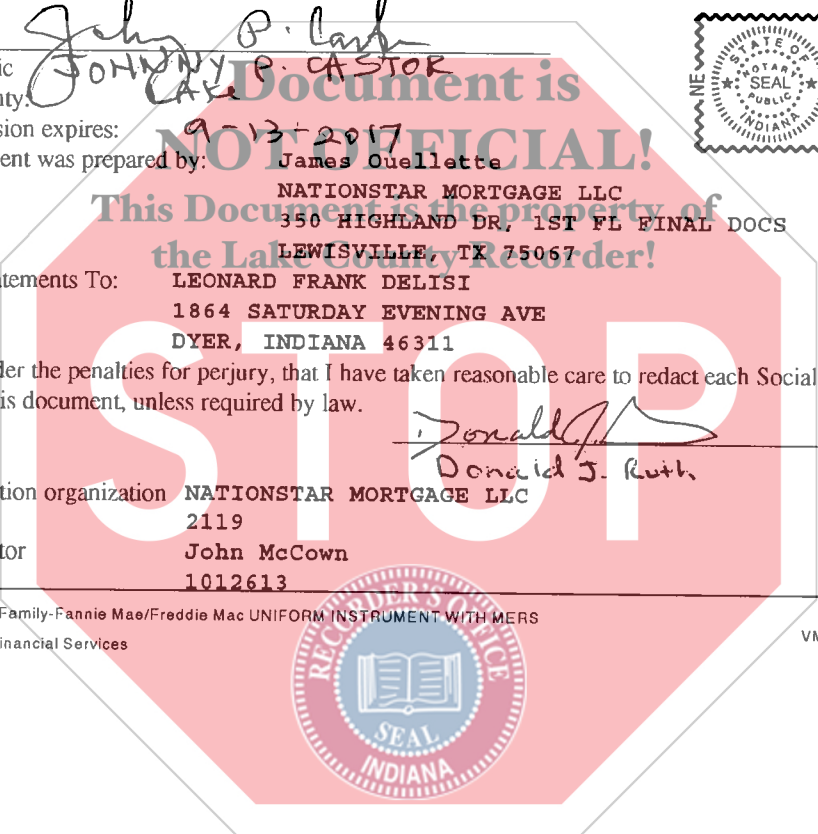 John P. Castor
ic JOHNNY P. CASTOR
nty: LAKE
sion expires: 9-13-2017
NE
STATE OF
NOTARY
SEAL
PUBLIC
INDIANA
Document is
NOT OFFICIAL!
This Document is the property of
the Lake County Recorder!
ent was prepared by: James Ouellette
NATIONSTAR MORTGAGE LLC
350 HIGHLAND DR, 1ST FL FINAL DOCS
LEWISVILLE, TX 75067
tements To: LEONARD FRANK DELISI
1864 SATURDAY EVENING AVE
DYER, INDIANA 46311
STOP
der the penalties for perjury, that I have taken reasonable care to redact each Social
is document, unless required by law.
Donald J.
Donald J. Ruth
tion organization NATIONSTAR MORTGAGE LLC
2119
tor John McCown
1012613
Family-Fannie Mae/Freddie Mac UNIFORM INSTRUMENT WITH MERS
inancial Services VM
RECORDER'S OFFICE
SEAL
INDIANA